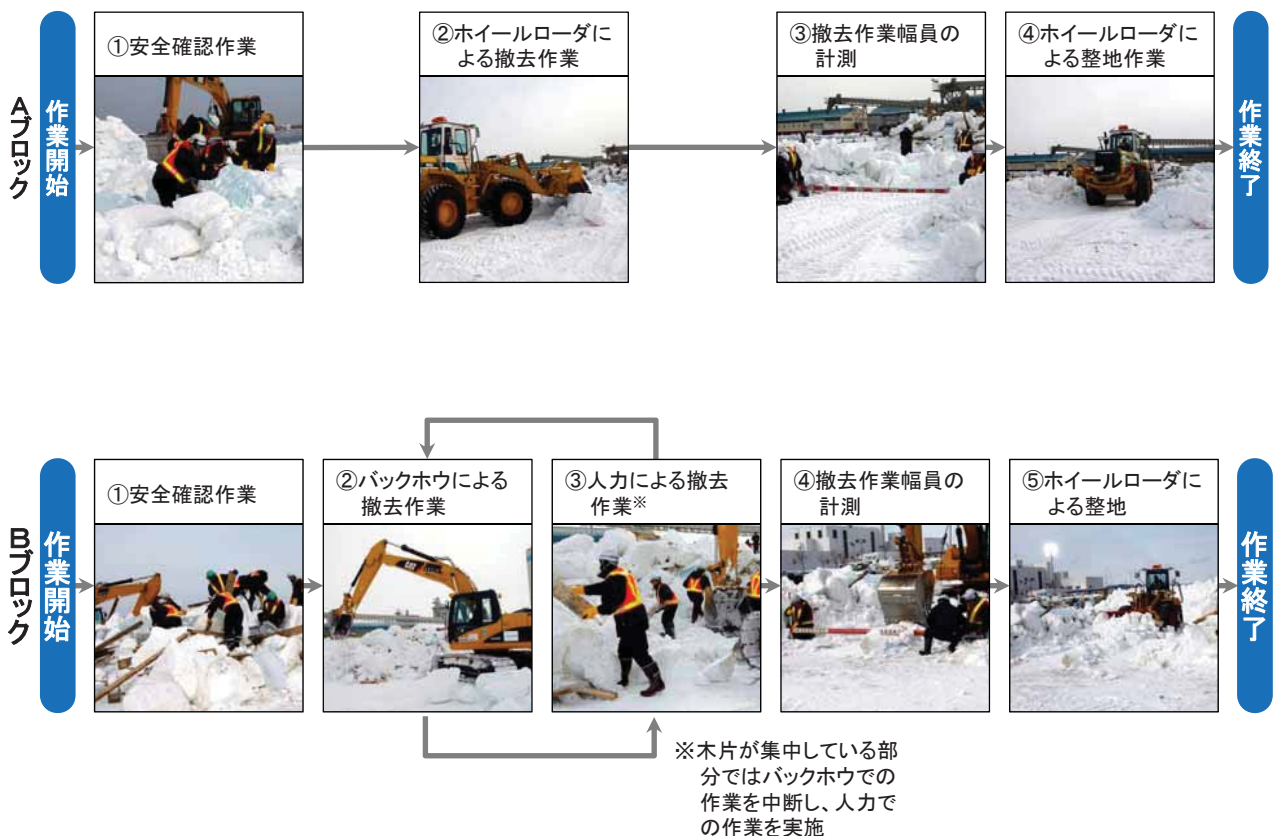 Aブロック
作業開始
①安全確認作業
②ホイールローダに
よる撤去作業
③撤去作業幅員の
計測
④ホイールローダに
よる整地作業
作業終了
Bブロック
作業開始
①安全確認作業
②バックホウによる
撤去作業
③人力による撤去
作業※
④撤去作業幅員の
計測
⑤ホイールローダに
よる整地
作業終了
CAT
※木片が集中している部
分ではバックホウでの
作業を中断し、人力で
の作業を実施